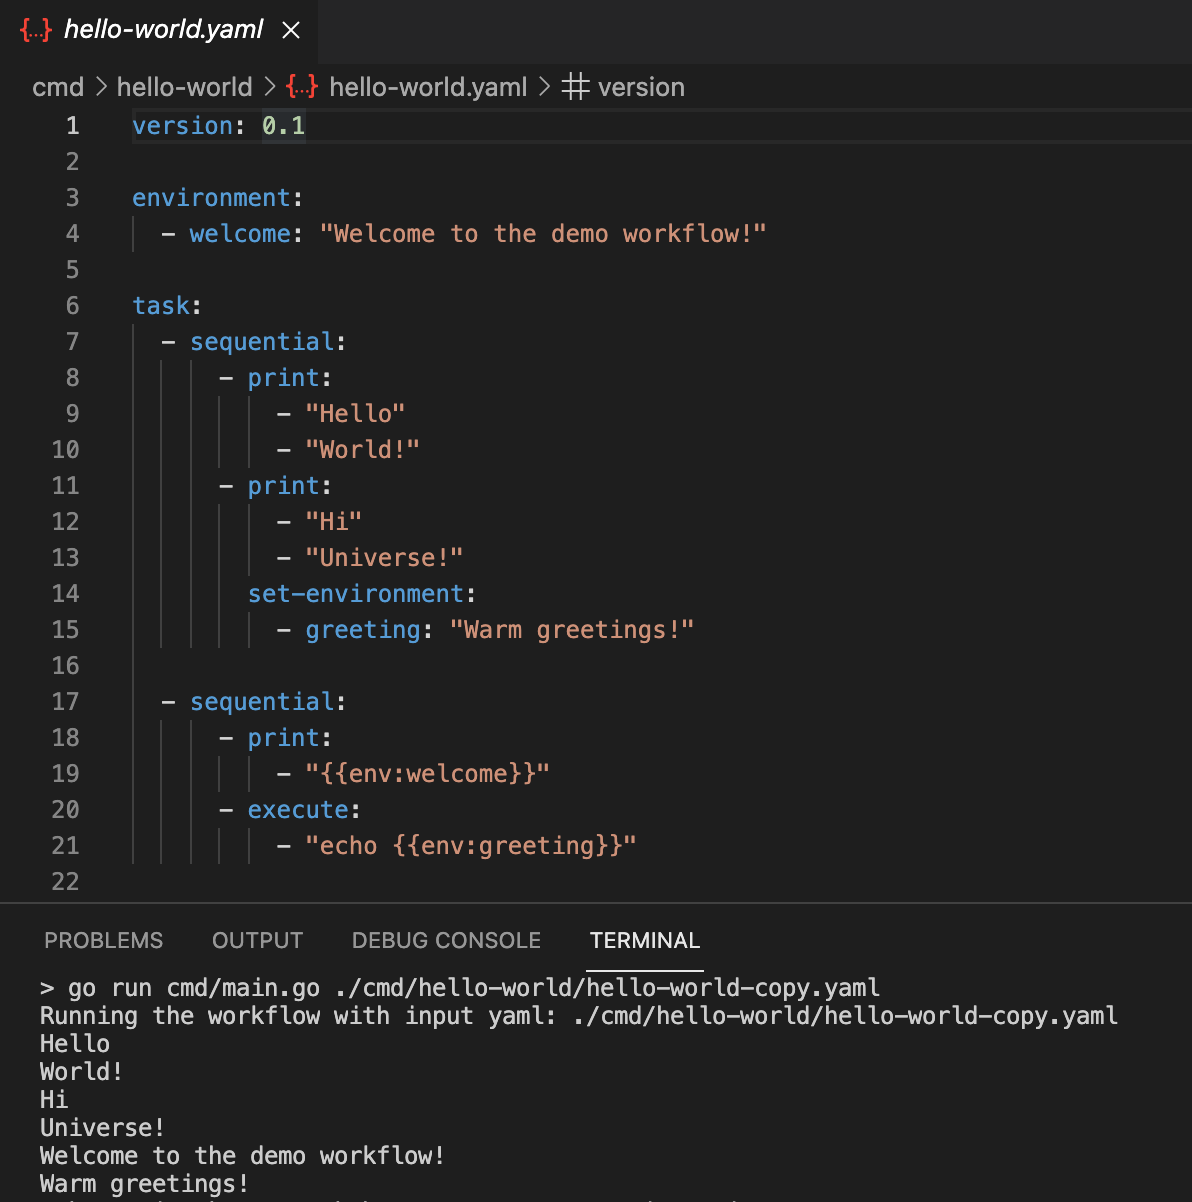 {...} hello-world.yaml ×
cmd > hello-world > {...} hello-world.yaml > # version
1 version: 0.1
2
3 environment:
4   - welcome: "Welcome to the demo workflow!"
5
6 task:
7   - sequential:
8       - print:
9           - "Hello"
10           - "World!"
11       - print:
12           - "Hi"
13           - "Universe!"
14         set-environment:
15           - greeting: "Warm greetings!"
16
17   - sequential:
18       - print:
19           - "{{env:welcome}}"
20       - execute:
21           - "echo {{env:greeting}}"
22
PROBLEMS OUTPUT DEBUG CONSOLE TERMINAL
> go run cmd/main.go ./cmd/hello-world/hello-world-copy.yaml
Running the workflow with input yaml: ./cmd/hello-world/hello-world-copy.yaml
Hello
World!
Hi
Universe!
Welcome to the demo workflow!
Warm greetings!